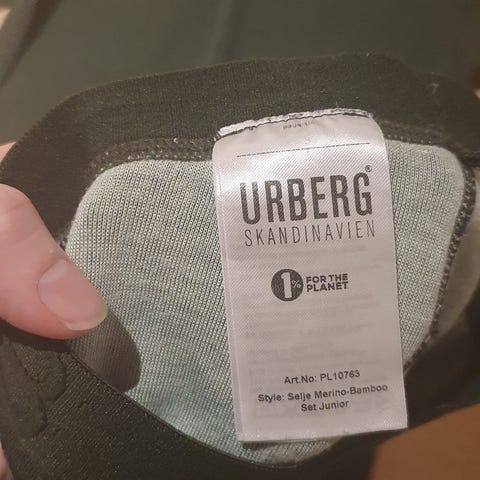 URBERG®
SKANDINAVIEN
1% FOR THE
PLANET
Art.No: PL10763
Style: Selje Merino-Bamboo
Set Junior